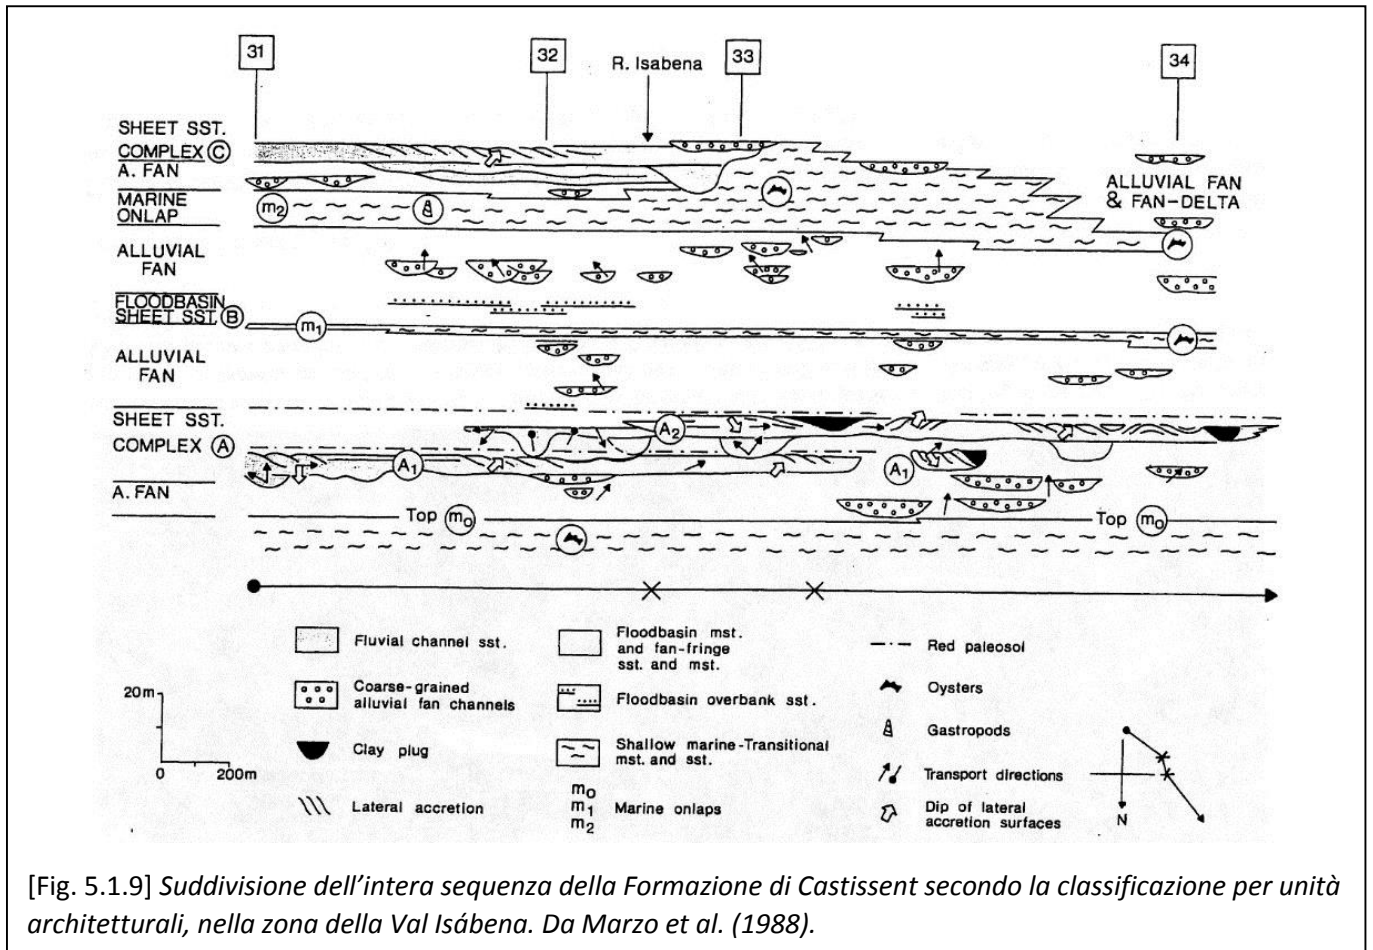 31
32
R. Isabena
33
34
SHEET SST.
COMPLEX C
A. FAN
MARINE
ONLAP
m2
ALLUVIAL FAN
& FAN-DELTA
ALLUVIAL
FAN
FLOODBASIN
SHEET SST. B
m1
ALLUVIAL
FAN
SHEET SST.
COMPLEX A
A2
A1
A1
A. FAN
Top m0
Top m0
Fluvial channel sst.
Coarse-grained
alluvial fan channels
Clay plug
Lateral accretion
Floodbasin mst.
and fan-fringe
sst. and mst.
Floodbasin overbank sst.
Shallow marine-Transitional
mst. and sst.
m0
m1
m2
Marine onlaps
Red paleosol
Oysters
Gastropods
Transport directions
Dip of lateral
accretion surfaces
20m
0 200m
N
[Fig. 5.1.9] Suddivisione dell’intera sequenza della Formazione di Castissent secondo la classificazione per unità
architetturali, nella zona della Val Isábena. Da Marzo et al. (1988).